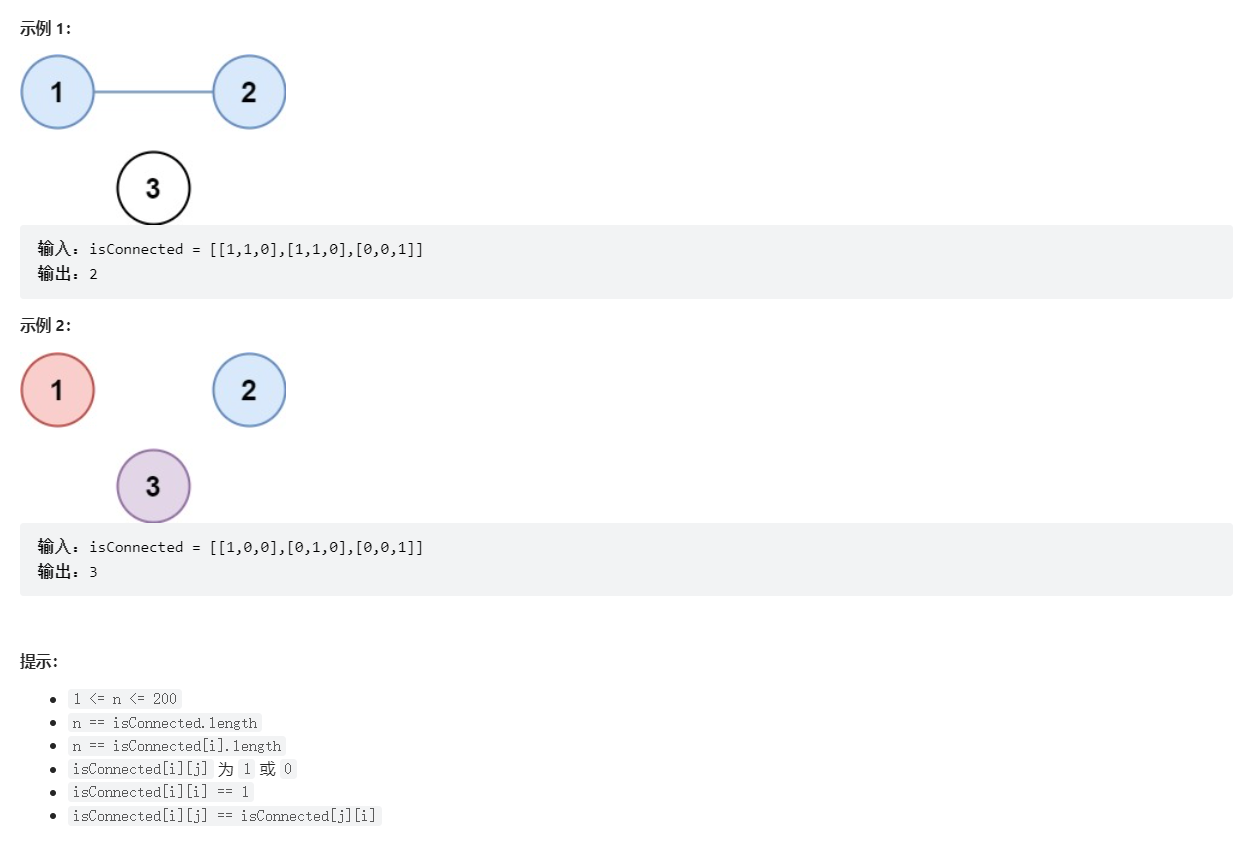 示例 1：
1
2
3
输入：isConnected = [[1,1,0],[1,1,0],[0,0,1]]
输出：2
示例 2：
1
2
3
输入：isConnected = [[1,0,0],[0,1,0],[0,0,1]]
输出：3
提示：
1 <= n <= 200
n == isConnected.length
n == isConnected[i].length
isConnected[i][j] 为 1 或 0
isConnected[i][i] == 1
isConnected[i][j] == isConnected[j][i]